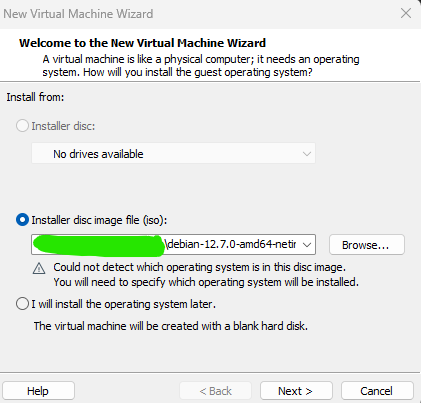 New Virtual Machine Wizard
Welcome to the New Virtual Machine Wizard
A virtual machine is like a physical computer; it needs an operating
system. How will you install the guest operating system?
Install from:
Installer disc:
No drives available
Installer disc image file (iso):
\debian-12.7.0-amd64-netin
Browse...
Could not detect which operating system is in this disc image.
You will need to specify which operating system will be installed.
I will install the operating system later.
The virtual machine will be created with a blank hard disk.
Help
< Back
Next >
Cancel